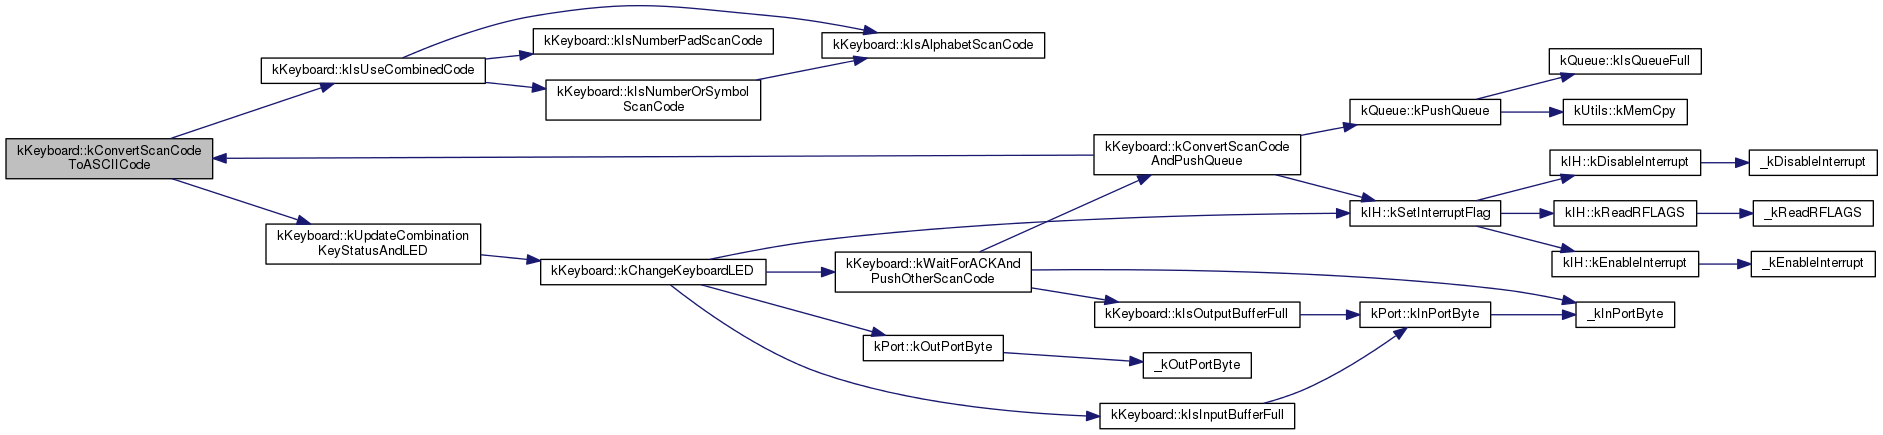 kKeyboard::kConvertScanCode
ToASCIICode
kKeyboard::kIsUseCombinedCode
kKeyboard::kUpdateCombination
KeyStatusAndLED
kKeyboard::kIsNumberPadScanCode
kKeyboard::kIsNumberOrSymbol
ScanCode
kKeyboard::kChangeKeyboardLED
kKeyboard::kIsAlphabetScanCode
kKeyboard::kWaitForACKAnd
PushOtherScanCode
kPort::kOutPortByte
kKeyboard::kConvertScanCode
AndPushQueue
kKeyboard::kIsOutputBufferFull
_kOutPortByte
kKeyboard::kIsInputBufferFull
kQueue::kPushQueue
kIH::kSetInterruptFlag
kPort::kInPortByte
kQueue::kIsQueueFull
kUtils::kMemCpy
kIH::kDisableInterrupt
kIH::kReadRFLAGS
kIH::kEnableInterrupt
_kInPortByte
_kDisableInterrupt
_kReadRFLAGS
_kEnableInterrupt